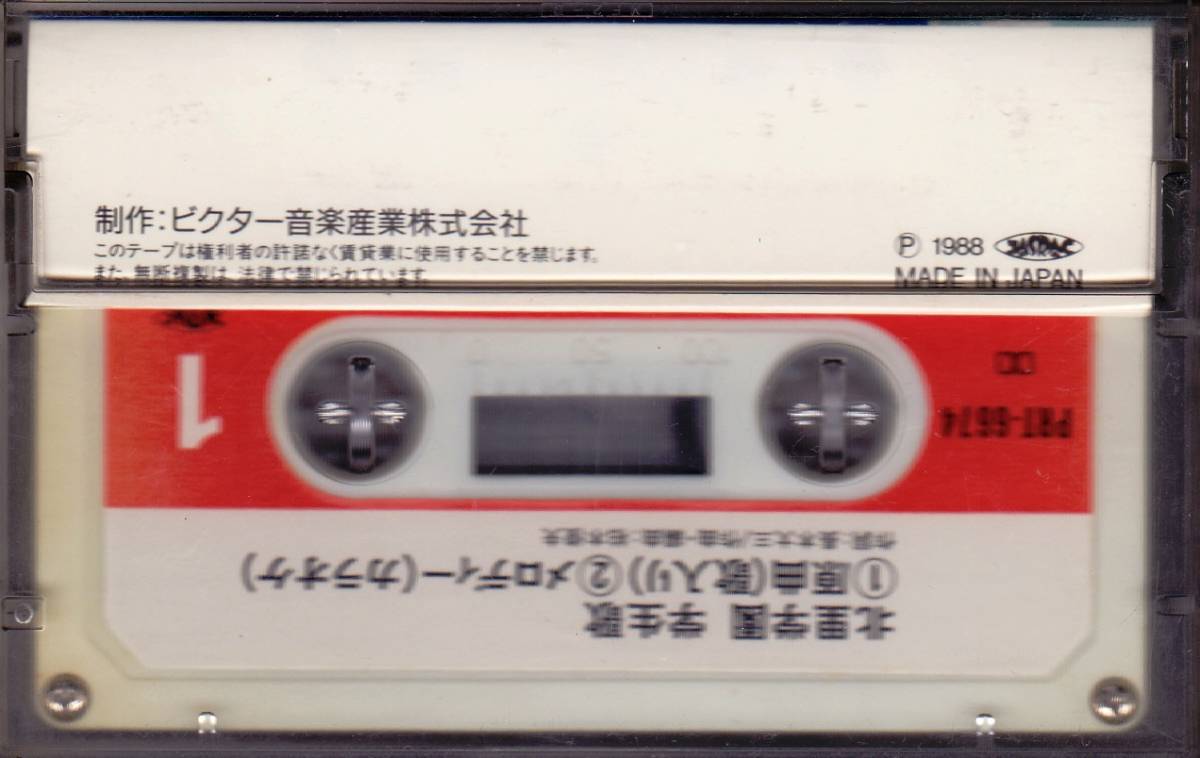 制作：ビクター音楽産業株式会社
このテープは権利者の許諾なく賃貸業に使用することを禁じます。
また、無断複製は、法律で禁じられています。
Ⓟ 1988 JASRAC
MADE IN JAPAN
北里学園 学生歌
①原曲(歌入り)②メロディー(カラオケ)
PRT-6674
1
50